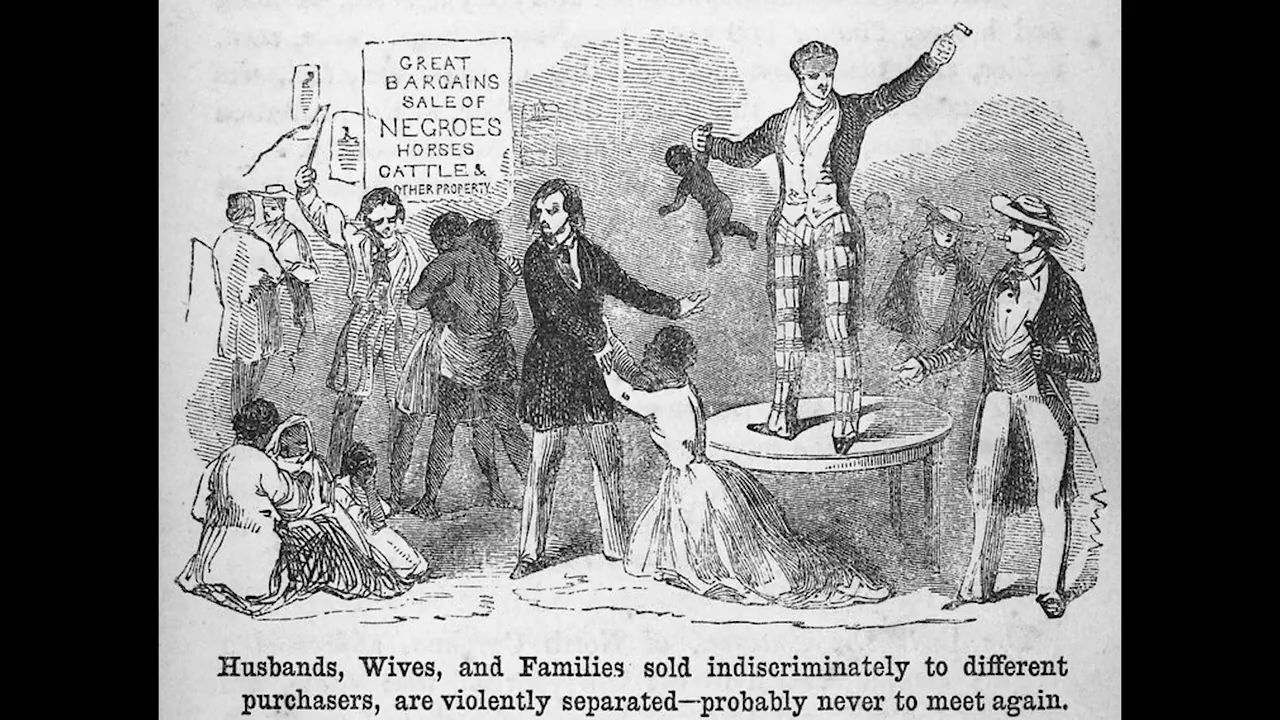 GREAT
BARGAINS
SALE OF
NEGROES
HORSES
CATTLE &
OTHER PROPERTY.
Husbands, Wives, and Families sold indiscriminately to different
purchasers, are violently separated—probably never to meet again.